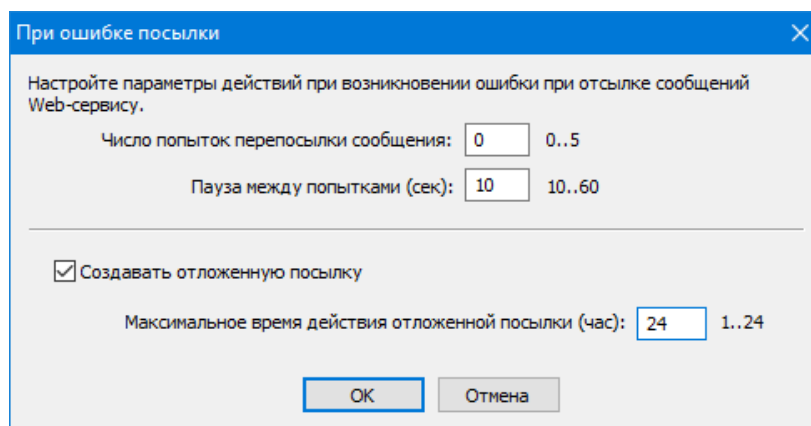 При ошибке посылки
Настройте параметры действий при возникновении ошибки при отсылке сообщений
Web-сервису.
Число попыток перепосылки сообщения: 0 0..5
Пауза между попытками (сек): 10 10..60
Создавать отложенную посылку
Максимальное время действия отложенной посылки (час): 24 1..24
OK Отмена